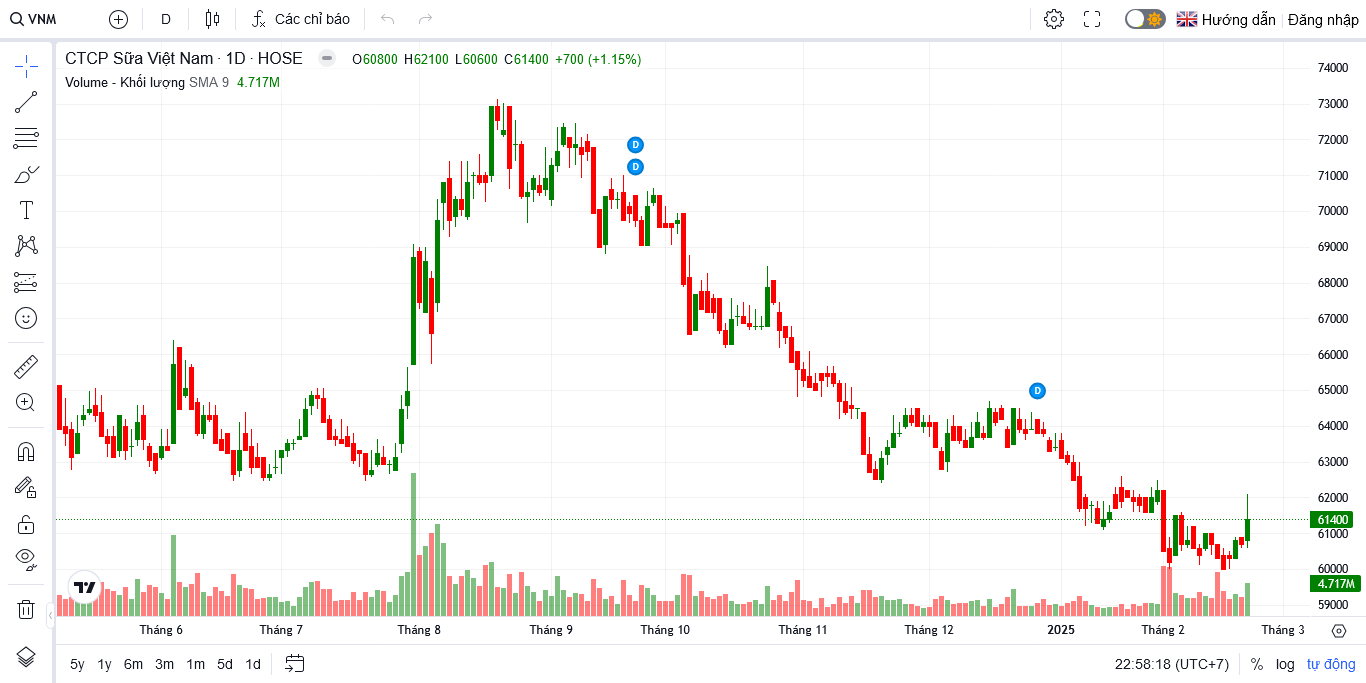 VNM D Các chỉ báo Hướng dẫn Đăng nhập
CTCP Sữa Việt Nam · 1D · HOSE O60800 H62100 L60600 C61400 +700 (+1.15%)
Volume - Khối lượng SMA 9 4.717M
74000
73000
72000
D
D
71000
70000
69000
68000
67000
66000
65000
D
64000
63000
62000
61400
61000
60000
4.717M
59000
Tháng 6 Tháng 7 Tháng 8 Tháng 9 Tháng 10 Tháng 11 Tháng 12 2025 Tháng 2 Tháng 3
5y 1y 6m 3m 1m 5d 1d 22:58:18 (UTC+7) % log tự động